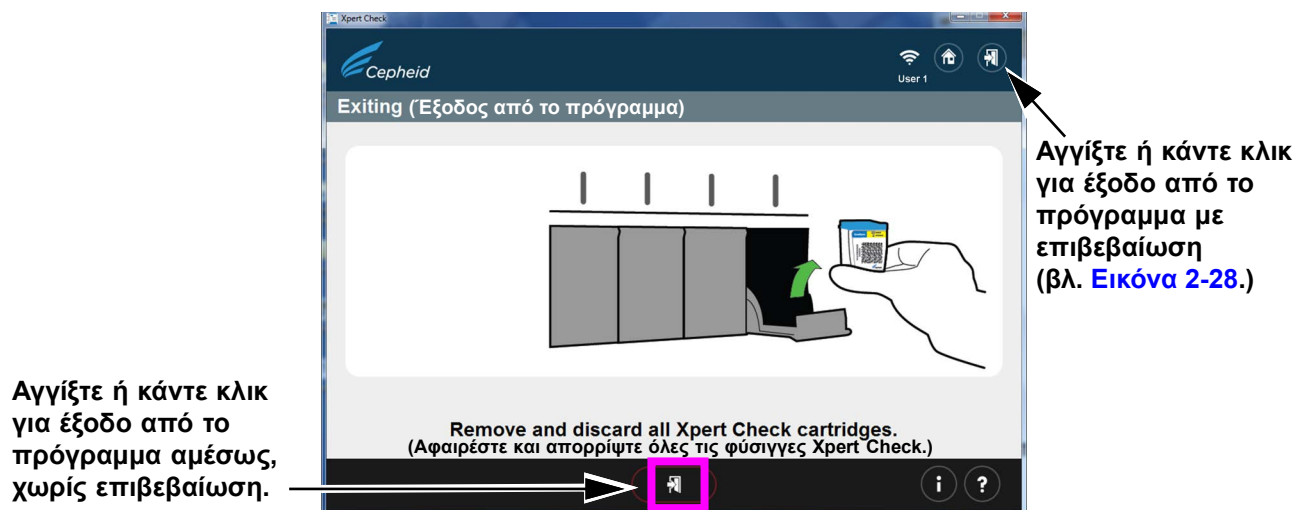 Xpert Check
Cepheid
User 1
Exiting (Έξοδος από το πρόγραμμα)
Αγγίξτε ή κάντε κλικ
για έξοδο από το
πρόγραμμα με
επιβεβαίωση
(βλ. Εικόνα 2-28.)
Αγγίξτε ή κάντε κλικ
για έξοδο από το
πρόγραμμα αμέσως,
χωρίς επιβεβαίωση.
Remove and discard all Xpert Check cartridges.
(Αφαιρέστε και απορρίψτε όλες τις φύσιγγες Xpert Check.)
i ?